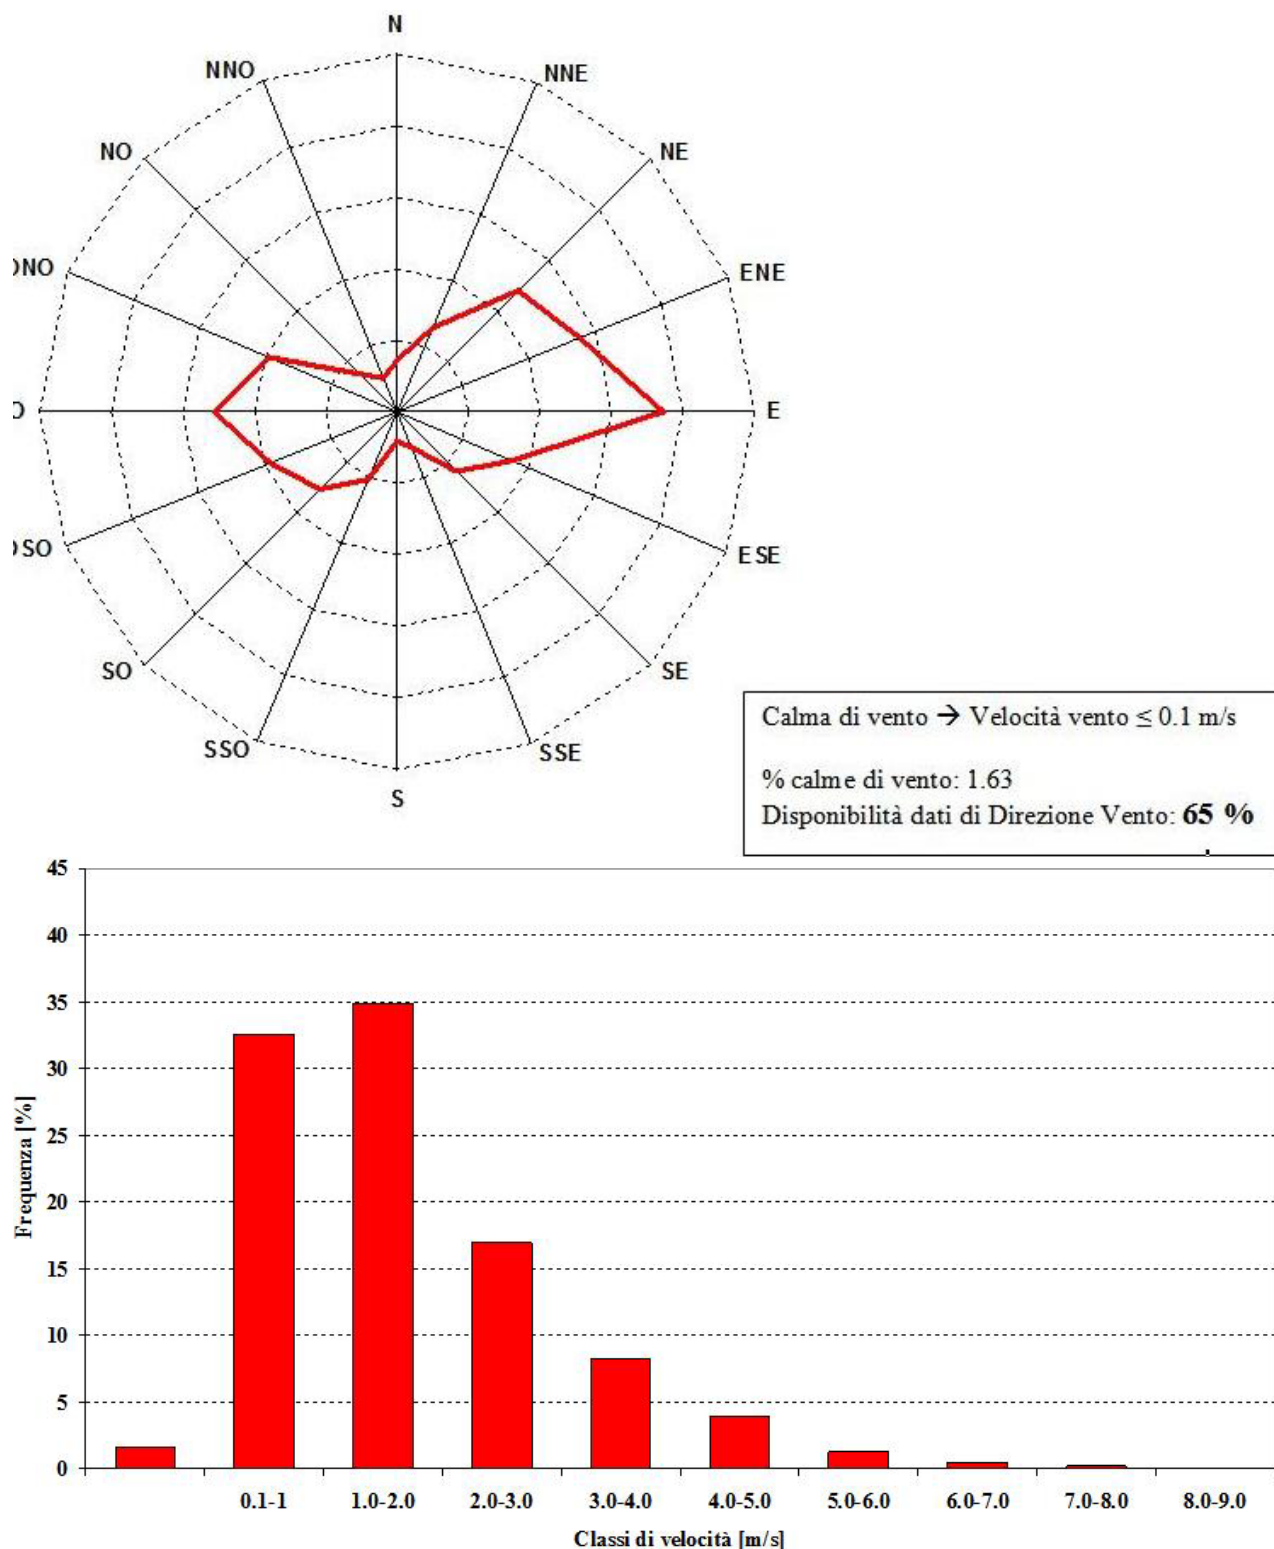 N
NNO
NNE
NO
NE
ONO
ENE
O
E
OSO
ESE
SO
SE
SSO
SSE
S
Calma di vento → Velocità vento ≤ 0.1 m/s
% calme di vento: 1.63
Disponibilità dati di Direzione Vento: 65 %
45
40
35
30
25
20
15
10
5
0
Frequenza [%]
0.1-1 1.0-2.0 2.0-3.0 3.0-4.0 4.0-5.0 5.0-6.0 6.0-7.0 7.0-8.0 8.0-9.0
Classi di velocità [m/s]